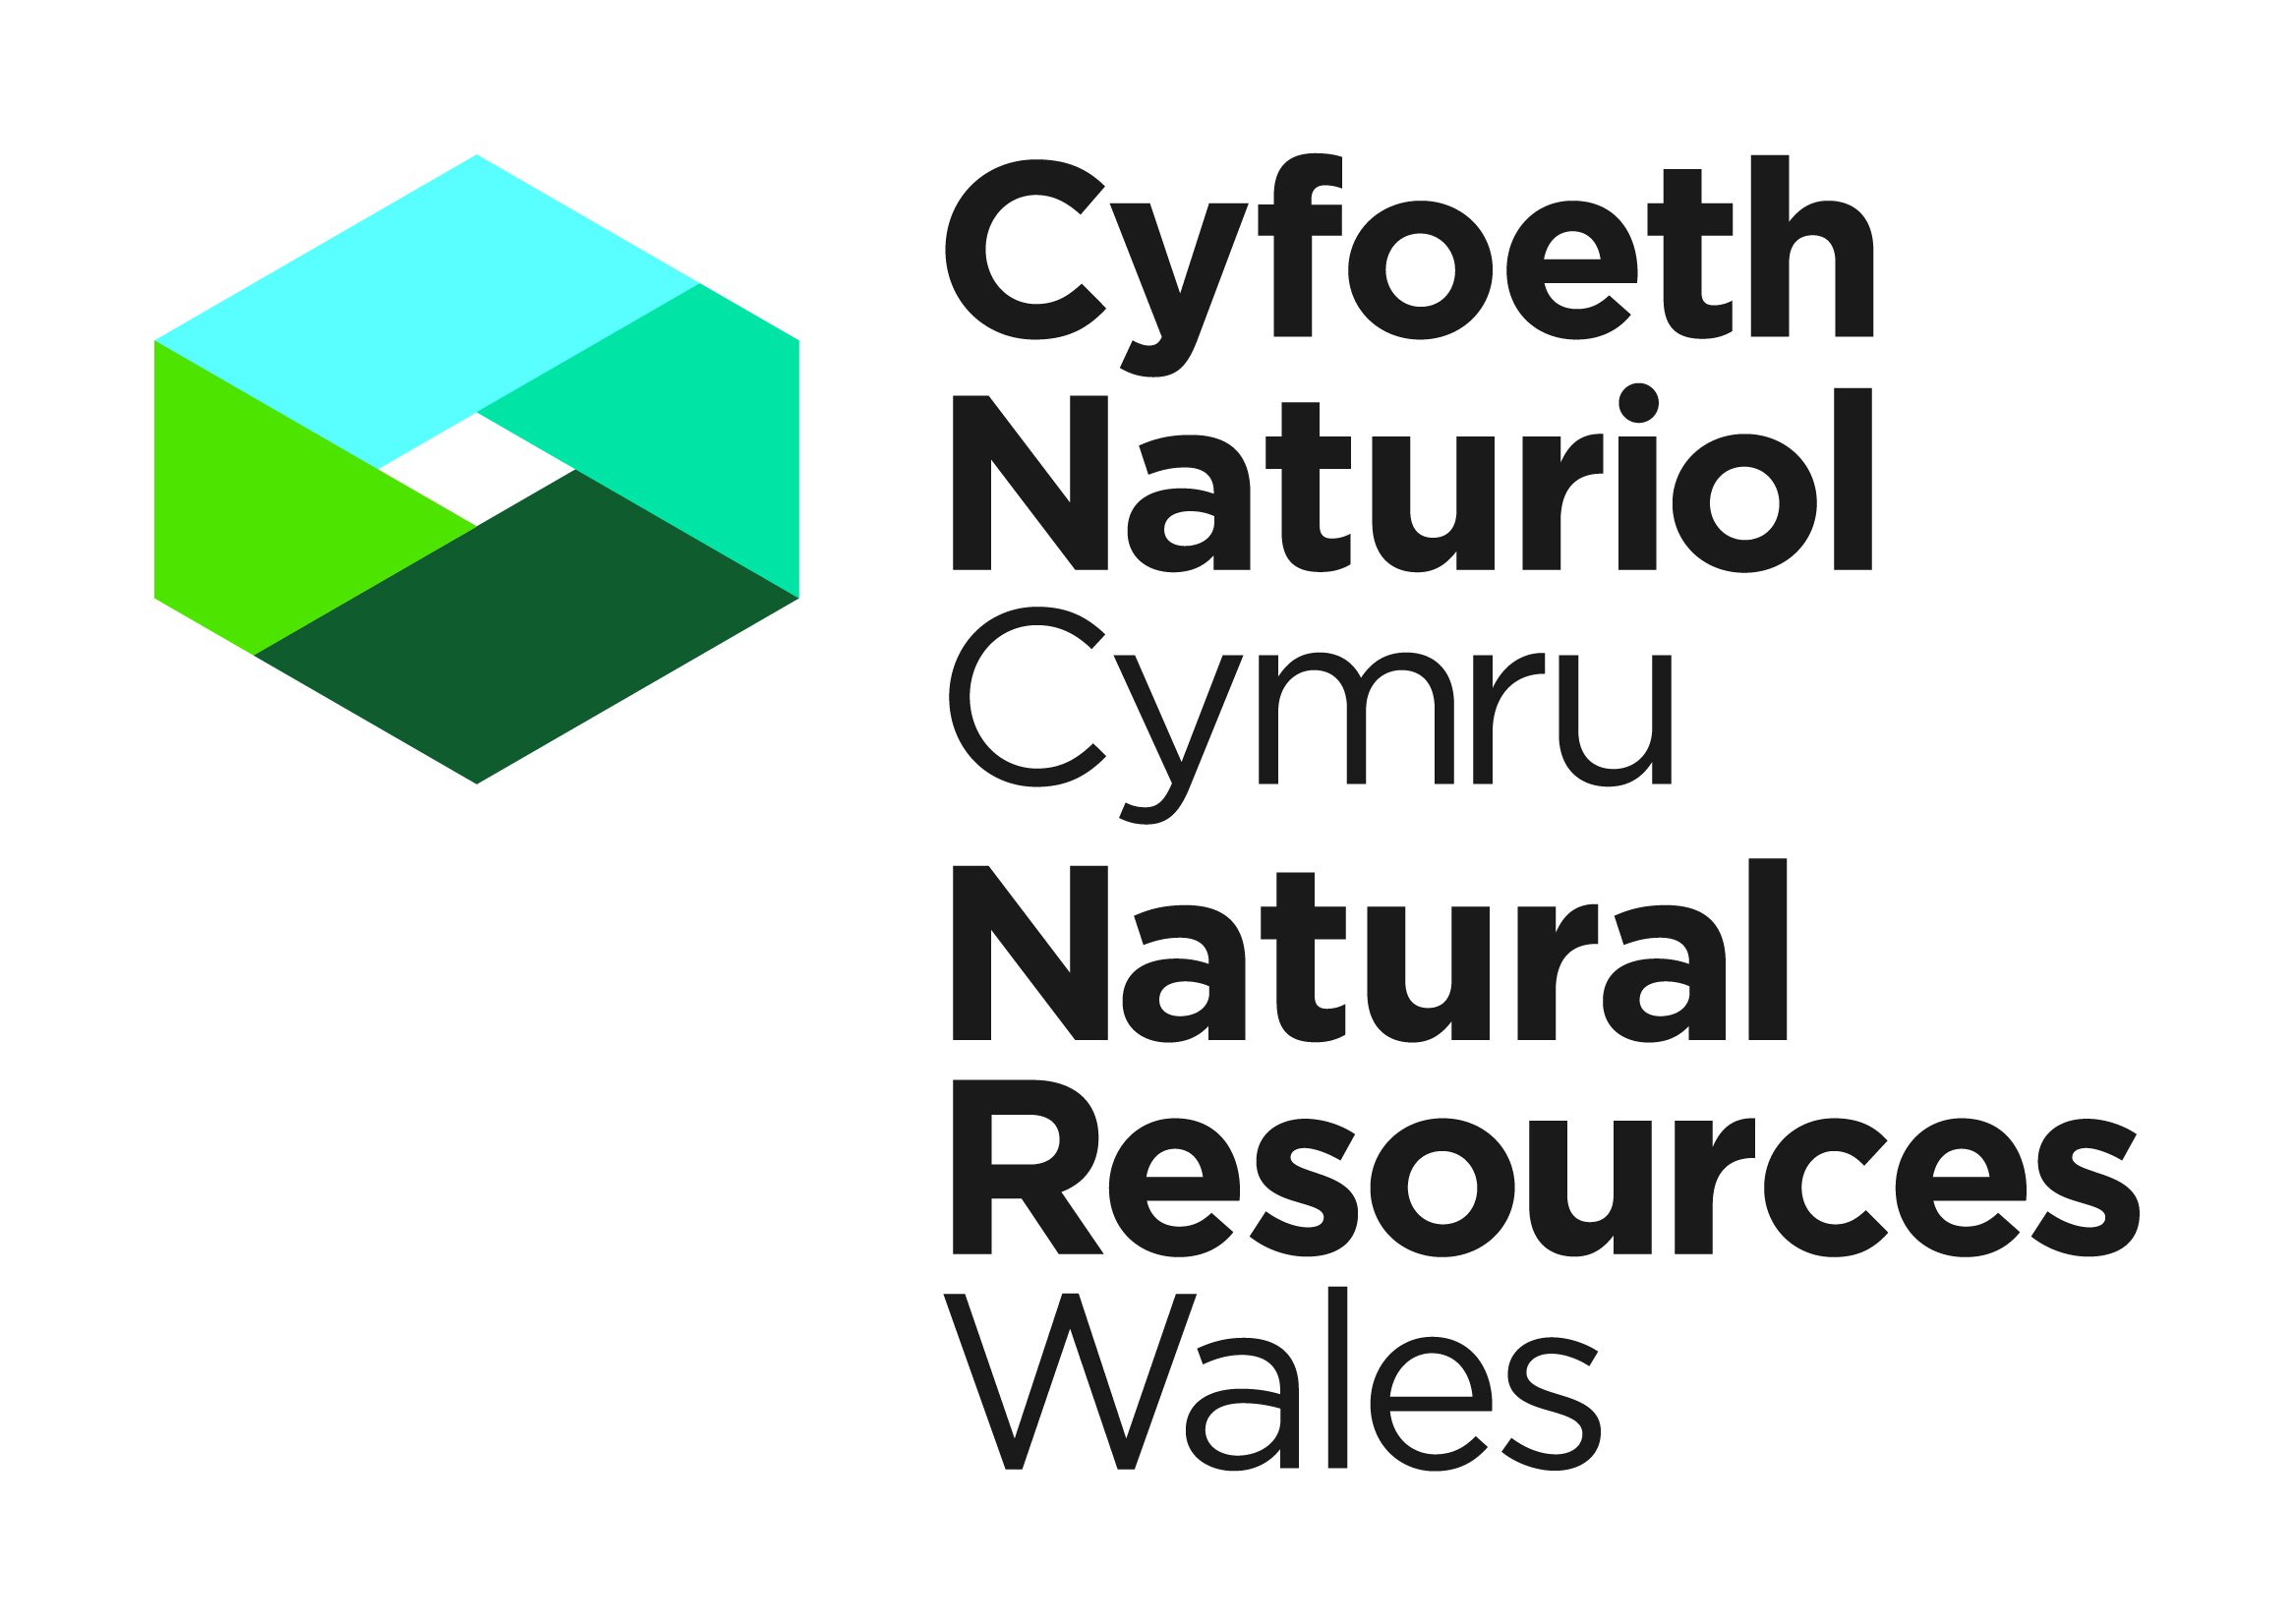 Cyfoeth
Naturiol
Cymru
Natural
Resources
Wales